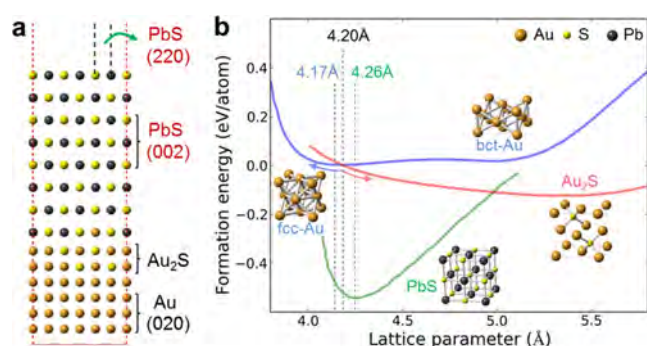 a
PbS
(220)
PbS
(002)
Au₂S
Au
(020)
b
4.20Å
4.17Å
4.26Å
Au S Pb
bct-Au
Au₂S
fcc-Au
PbS
Formation energy (eV/atom)
0.4
0.2
0.0
−0.2
−0.4
4.0 4.5 5.0 5.5
Lattice parameter (Å)